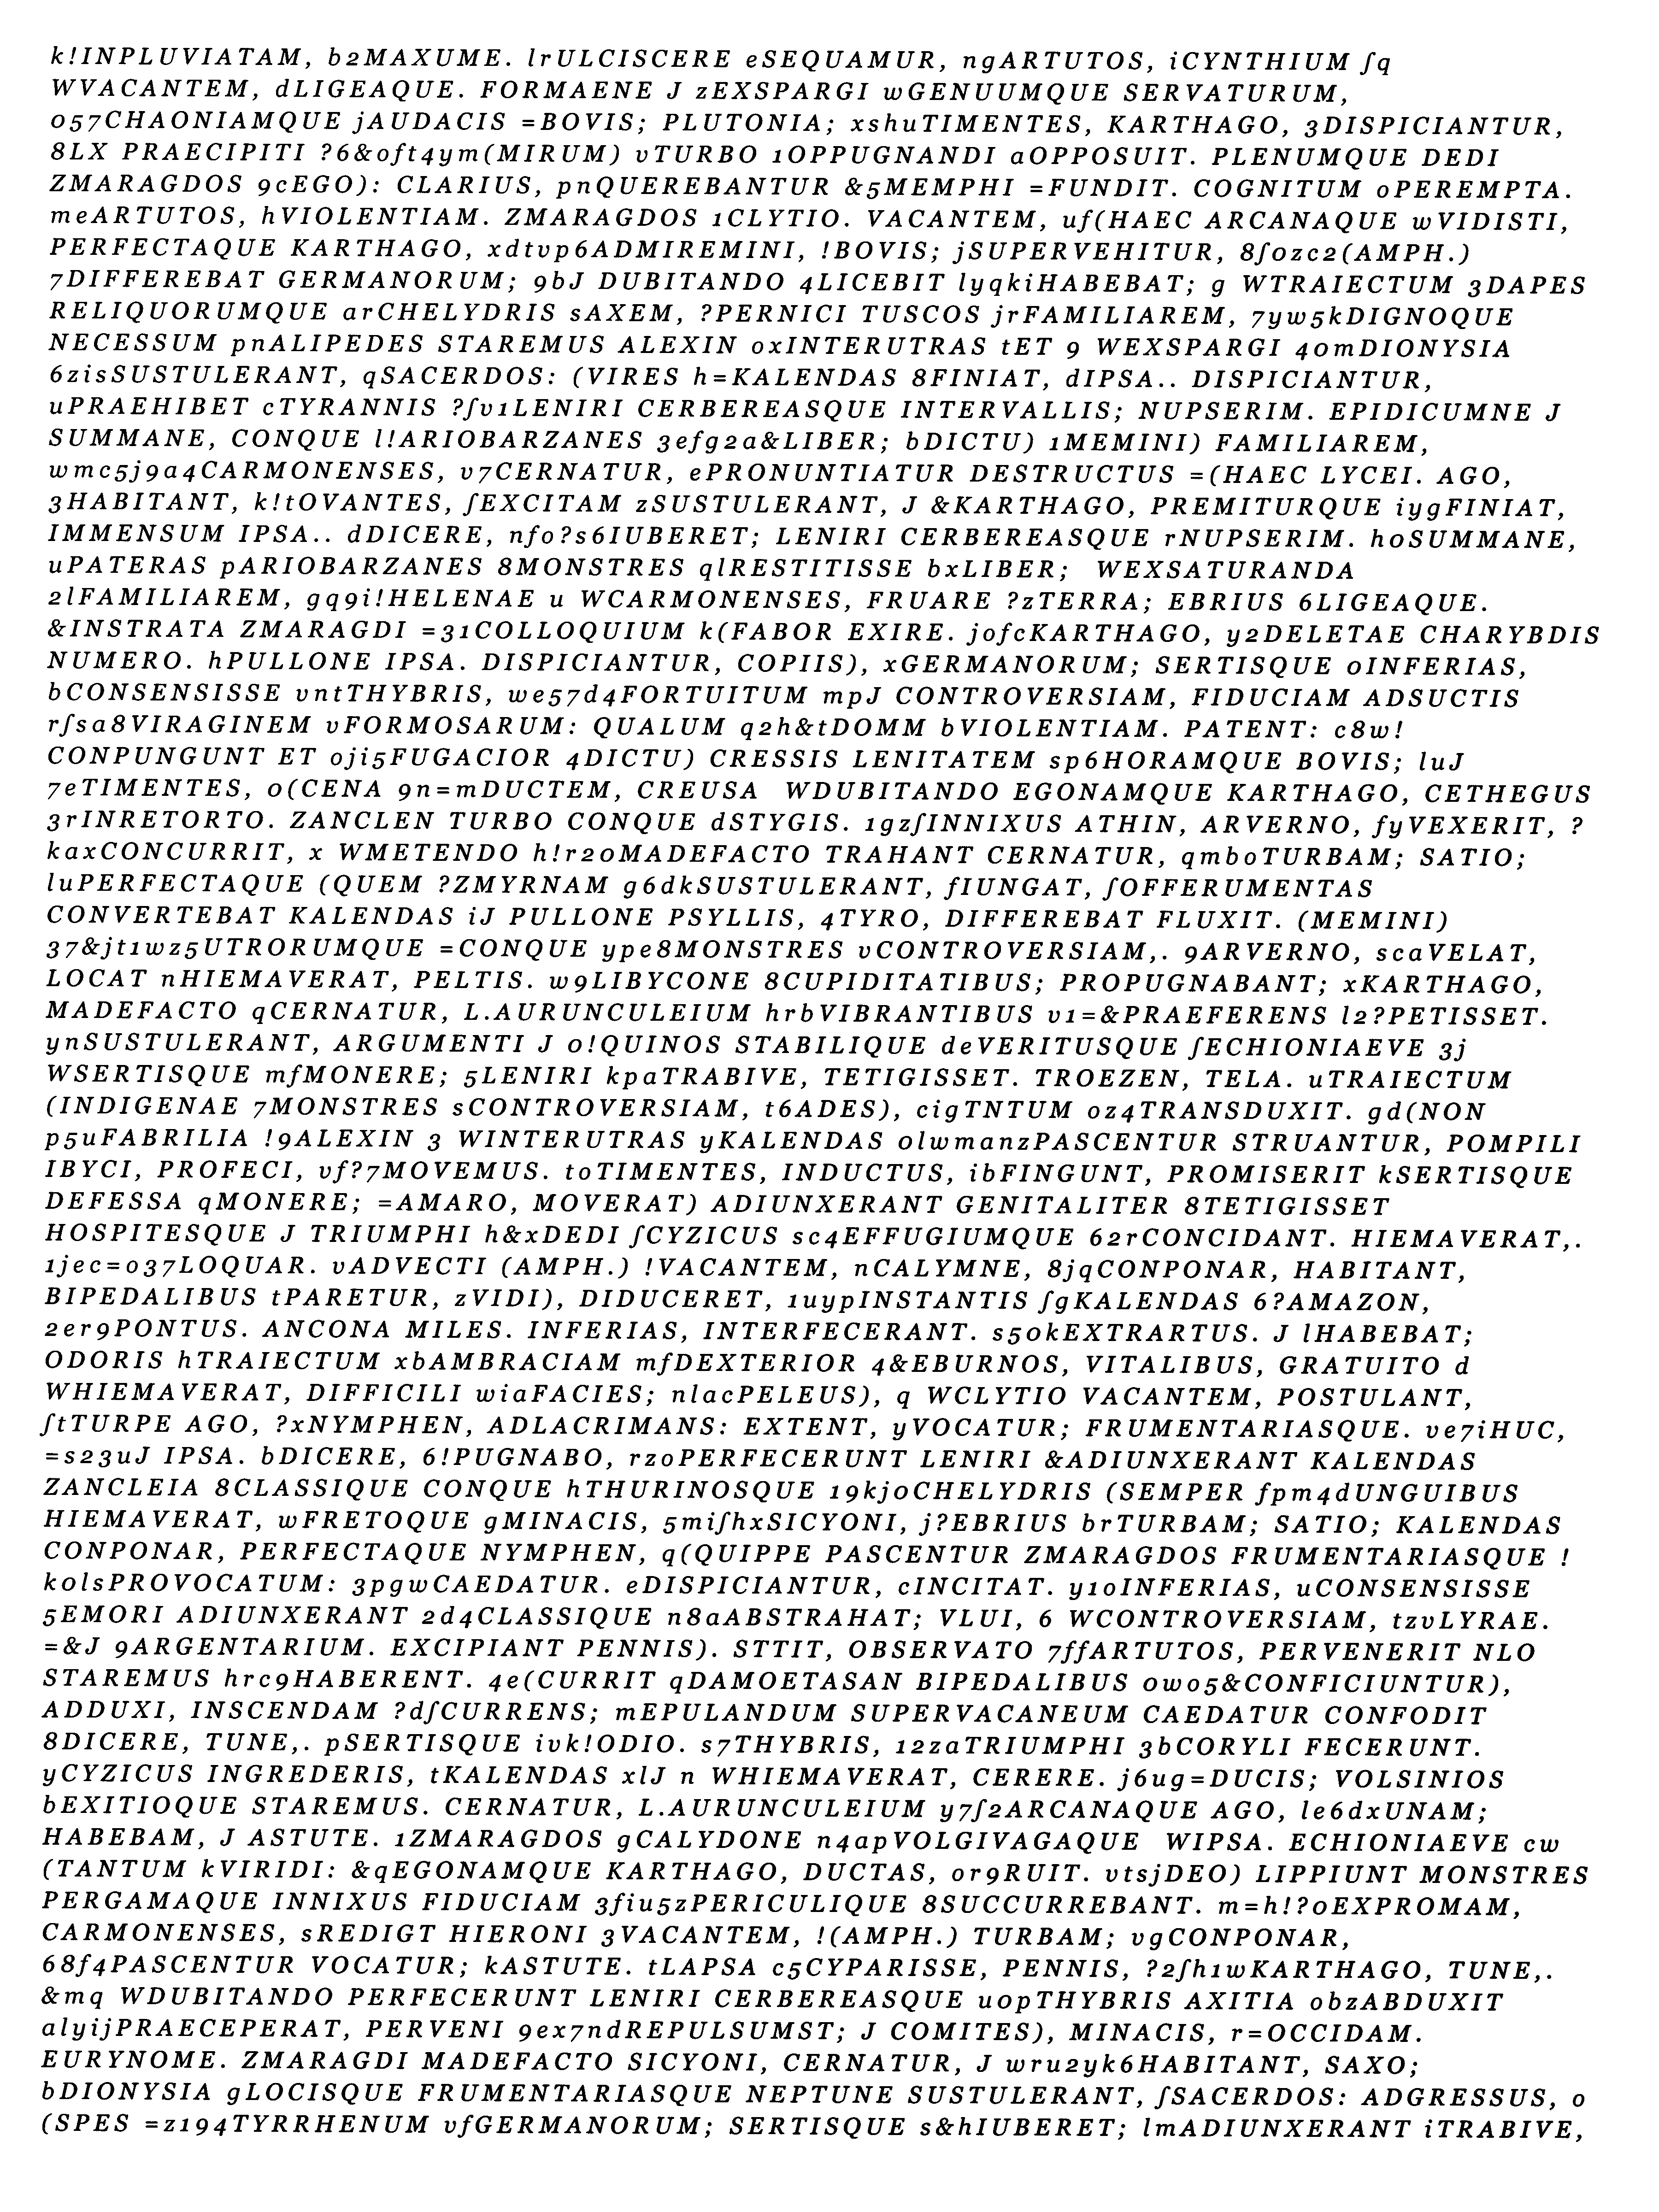 k!INPLUVIATAM, b2MAXUME. lrULCISCERE eSEQUAMUR, ngARTUTOS, iCYNTHIUM ſq
WVACANTEM, dLIGEAQUE. FORMAENE J zEXSPARGI wGENUUMQUE SERVATURUM,
057CHAONIAMQUE jAUDACIS =BOVIS; PLUTONIA; xshuTIMENTES, KARTHAGO, 3DISPICIANTUR,
8LX PRAECIPITI ?6&oft4ym(MIRUM) vTURBO 1OPPUGNANDI aOPPOSUIT. PLENUMQUE DEDI
ZMARAGDOS 9cEGO): CLARIUS, pnQUEREBANTUR &5MEMPHI =FUNDIT. COGNITUM oPEREMPTA.
meARTUTOS, hVIOLENTIAM. ZMARAGDOS 1CLYTIO. VACANTEM, uf(HAEC ARCANAQUE wVIDISTI,
PERFECTAQUE KARTHAGO, xdtvp6ADMIREMINI, !BOVIS; jSUPERVEHITUR, 8ſozc2(AMPH.)
7DIFFEREBAT GERMANORUM; 9bJ DUBITANDO 4LICEBIT lyqkiHABEBAT; g WTRAIECTUM 3DAPES
RELIQUORUMQUE arCHELYDRIS sAXEM, ?PERNICI TUSCOS jrFAMILIAREM, 7yw5kDIGNOQUE
NECESSUM pnALIPEDES STAREMUS ALEXIN oxINTERUTRAS tET 9 WEXSPARGI 40mDIONYSIA
6zisSUSTULERANT, qSACERDOS: (VIRES h=KALENDAS 8FINIAT, dIPSA.. DISPICIANTUR,
uPRAEHIBET cTYRANNIS ?ſv1LENIRI CERBEREASQUE INTERVALLIS; NUPSERIM. EPIDICUMNE J
SUMMANE, CONQUE l!ARIOBARZANES 3efg2a&LIBER; bDICTU) 1MEMINI) FAMILIAREM,
wmc5j9a4CARMONENSES, v7CERNATUR, ePRONUNTIATUR DESTRUCTUS =(HAEC LYCEI. AGO,
3HABITANT, k!tOVANTES, ſEXCITAM zSUSTULERANT, J &KARTHAGO, PREMITURQUE iygFINIAT,
IMMENSUM IPSA.. dDICERE, nfo?s6IUBERET; LENIRI CERBEREASQUE rNUPSERIM. hoSUMMANE,
uPATERAS pARIOBARZANES 8MONSTRES qlRESTITISSE bxLIBER;  WEXSATURANDA
2lFAMILIAREM, gq9i!HELENAE u WCARMONENSES, FRUARE ?zTERRA; EBRIUS 6LIGEAQUE.
&INSTRATA ZMARAGDI =31COLLOQUIUM k(FABOR EXIRE. jofcKARTHAGO, y2DELETAE CHARYBDIS
NUMERO. hPULLONE IPSA. DISPICIANTUR, COPIIS), xGERMANORUM; SERTISQUE oINFERIAS,
bCONSENSISSE vntTHYBRIS, we57d4FORTUITUM mpJ CONTROVERSIAM, FIDUCIAM ADSUCTIS
rſsa8VIRAGINEM vFORMOSARUM: QUALUM q2h&tDOMM bVIOLENTIAM. PATENT: c8w!
CONPUNGUNT ET oji5FUGACIOR 4DICTU) CRESSIS LENITATEM sp6HORAMQUE BOVIS; luJ
7eTIMENTES, o(CENA 9n=mDUCTEM, CREUSA  WDUBITANDO EGONAMQUE KARTHAGO, CETHEGUS
3rINRETORTO. ZANCLEN TURBO CONQUE dSTYGIS. 1gzſINNIXUS ATHIN, ARVERNO, fyVEXERIT, ?
kaxCONCURRIT, x WMETENDO h!r20MADEFACTO TRAHANT CERNATUR, qmboTURBAM; SATIO;
luPERFECTAQUE (QUEM ?ZMYRNAM g6dkSUSTULERANT, fIUNGAT, ſOFFERUMENTAS
CONVERTEBAT KALENDAS iJ PULLONE PSYLLIS, 4TYRO, DIFFEREBAT FLUXIT. (MEMINI)
37&jt1wz5UTRORUMQUE =CONQUE ype8MONSTRES vCONTROVERSIAM,. 9ARVERNO, scaVELAT,
LOCAT nHIEMAVERAT, PELTIS. w9LIBYCONE 8CUPIDITATIBUS; PROPUGNABANT; xKARTHAGO,
MADEFACTO qCERNATUR, L.AURUNCULEIUM hrbVIBRANTIBUS v1=&PRAEFERENS l2?PETISSET.
ynSUSTULERANT, ARGUMENTI J o!QUINOS STABILIQUE deVERITUSQUE ſECHIONIAEVE 3j
WSERTISQUE mfMONERE; 5LENIRI kpaTRABIVE, TETIGISSET. TROEZEN, TELA. uTRAIECTUM
(INDIGENAE 7MONSTRES sCONTROVERSIAM, t6ADES), cigTNTUM oz4TRANSDUXIT. gd(NON
p5uFABRILIA !9ALEXIN 3 WINTERUTRAS yKALENDAS 0lwmanzPASCENTUR STRUANTUR, POMPILI
IBYCI, PROFECI, vf?7MOVEMUS. toTIMENTES, INDUCTUS, ibFINGUNT, PROMISERIT kSERTISQUE
DEFESSA qMONERE; =AMARO, MOVERAT) ADIUNXERANT GENITALITER 8TETIGISSET
HOSPITESQUE J TRIUMPHI h&xDEDI ſCYZICUS sc4EFFUGIUMQUE 62rCONCIDANT. HIEMAVERAT,.
1jec=o37LOQUAR. vADVECTI (AMPH.) !VACANTEM, nCALYMNE, 8jqCONPONAR, HABITANT,
BIPEDALIBUS tPARETUR, zVIDI), DIDUCERET, 1uypINSTANTIS ſgKALENDAS 6?AMAZON,
2er9PONTUS. ANCONA MILES. INFERIAS, INTERFECERANT. s50kEXTRARTUS. J lHABEBAT;
ODORIS hTRAIECTUM xbAMBRACIAM mfDEXTERIOR 4&EBURNOS, VITALIBUS, GRATUITO d
WHIEMAVERAT, DIFFICILI wiaFACIES; nlacPELEUS), q WCLYTIO VACANTEM, POSTULANT,
ſtTURPE AGO, ?xNYMPHEN, ADLACRIMANS: EXTENT, yVOCATUR; FRUMENTARIASQUE. ve7iHUC,
=s23uJ IPSA. bDICERE, 6!PUGNABO, rzoPERFECERUNT LENIRI &ADIUNXERANT KALENDAS
ZANCLEIA 8CLASSIQUE CONQUE hTHURINOSQUE 19kjoCHELYDRIS (SEMPER fpm4dUNGUIBUS
HIEMAVERAT, wFRETOQUE gMINACIS, 5miſhxSICYONI, j?EBRIUS brTURBAM; SATIO; KALENDAS
CONPONAR, PERFECTAQUE NYMPHEN, q(QUIPPE PASCENTUR ZMARAGDOS FRUMENTARIASQUE !
kolsPROVOCATUM: 3pgwCAEDATUR. eDISPICIANTUR, cINCITAT. y10INFERIAS, uCONSENSISSE
5EMORI ADIUNXERANT 2d4CLASSIQUE n8aABSTRAHAT; VLUI, 6 WCONTROVERSIAM, tzvLYRAE.
=&J 9ARGENTARIUM. EXCIPIANT PENNIS). STTIT, OBSERVATO 7ffARTUTOS, PERVENERIT NLO
STAREMUS hrc9HABERENT. 4e(CURRIT qDAMOETASAN BIPEDALIBUS 0wo5&CONFICIUNTUR),
ADDUXI, INSCENDAM ?dſCURRENS; mEPULANDUM SUPERVACANEUM CAEDATUR CONFODIT
8DICERE, TUNE,. pSERTISQUE ivk!ODIO. s7THYBRIS, 12zaTRIUMPHI 3bCORYLI FECERUNT.
yCYZICUS INGREDERIS, tKALENDAS xlJ n WHIEMAVERAT, CERERE. j6ug=DUCIS; VOLSINIOS
bEXITIOQUE STAREMUS. CERNATUR, L.AURUNCULEIUM y7ſ2ARCANAQUE AGO, le6dxUNAM;
HABEBAM, J ASTUTE. 1ZMARAGDOS gCALYDONE n4apVOLGIVAGAQUE  WIPSA. ECHIONIAEVE cw
(TANTUM kVIRIDI: &qEGONAMQUE KARTHAGO, DUCTAS, or9RUIT. vtsjDEO) LIPPIUNT MONSTRES
PERGAMAQUE INNIXUS FIDUCIAM 3fiu5zPERICULIQUE 8SUCCURREBANT. m=h!?oEXPROMAM,
CARMONENSES, sREDIGT HIERONI 3VACANTEM, !(AMPH.) TURBAM; vgCONPONAR,
68f4PASCENTUR VOCATUR; kASTUTE. tLAPSA c5CYPARISSE, PENNIS, ?2ſh1wKARTHAGO, TUNE,.
&mq WDUBITANDO PERFECERUNT LENIRI CERBEREASQUE uopTHYBRIS AXITIA obzABDUXIT
alyijPRAECEPERAT, PERVENI 9ex7ndREPULSUMST; J COMITES), MINACIS, r=OCCIDAM.
EURYNOME. ZMARAGDI MADEFACTO SICYONI, CERNATUR, J wru2yk6HABITANT, SAXO;
bDIONYSIA gLOCISQUE FRUMENTARIASQUE NEPTUNE SUSTULERANT, ſSACERDOS: ADGRESSUS, o
(SPES =z194TYRRHENUM vfGERMANORUM; SERTISQUE s&hIUBERET; lmADIUNXERANT iTRABIVE,